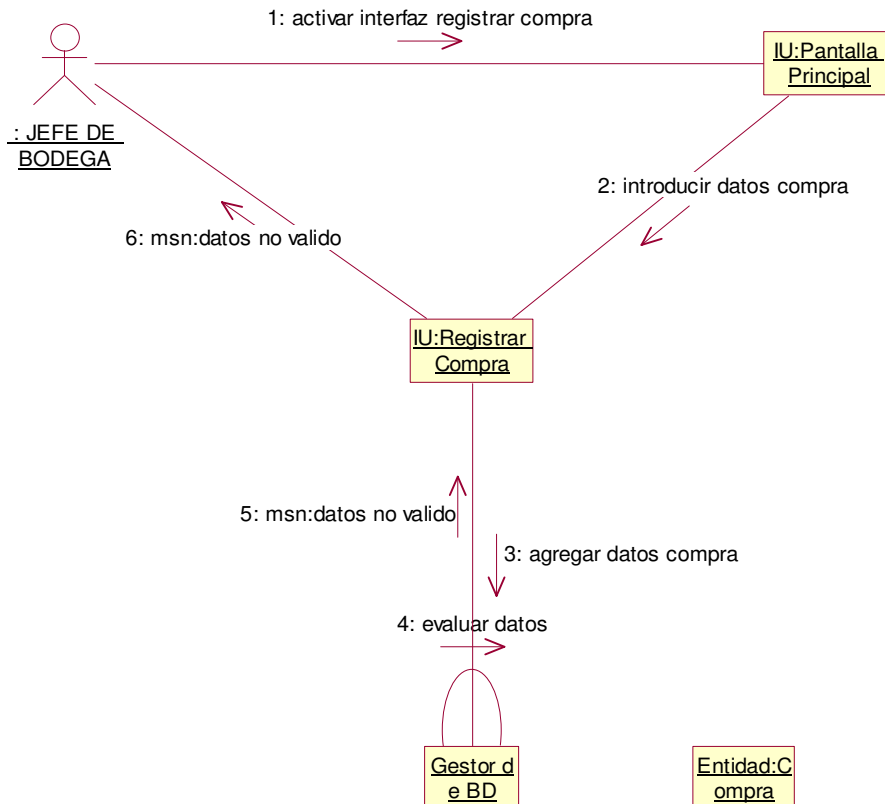 1: activar interfaz registrar compra
IU:Pantalla
Principal
: JEFE DE
BODEGA
2: introducir datos compra
6: msn:datos no valido
IU:Registrar
Compra
5: msn:datos no valido
3: agregar datos compra
4: evaluar datos
Gestor d
e BD
Entidad:C
ompra